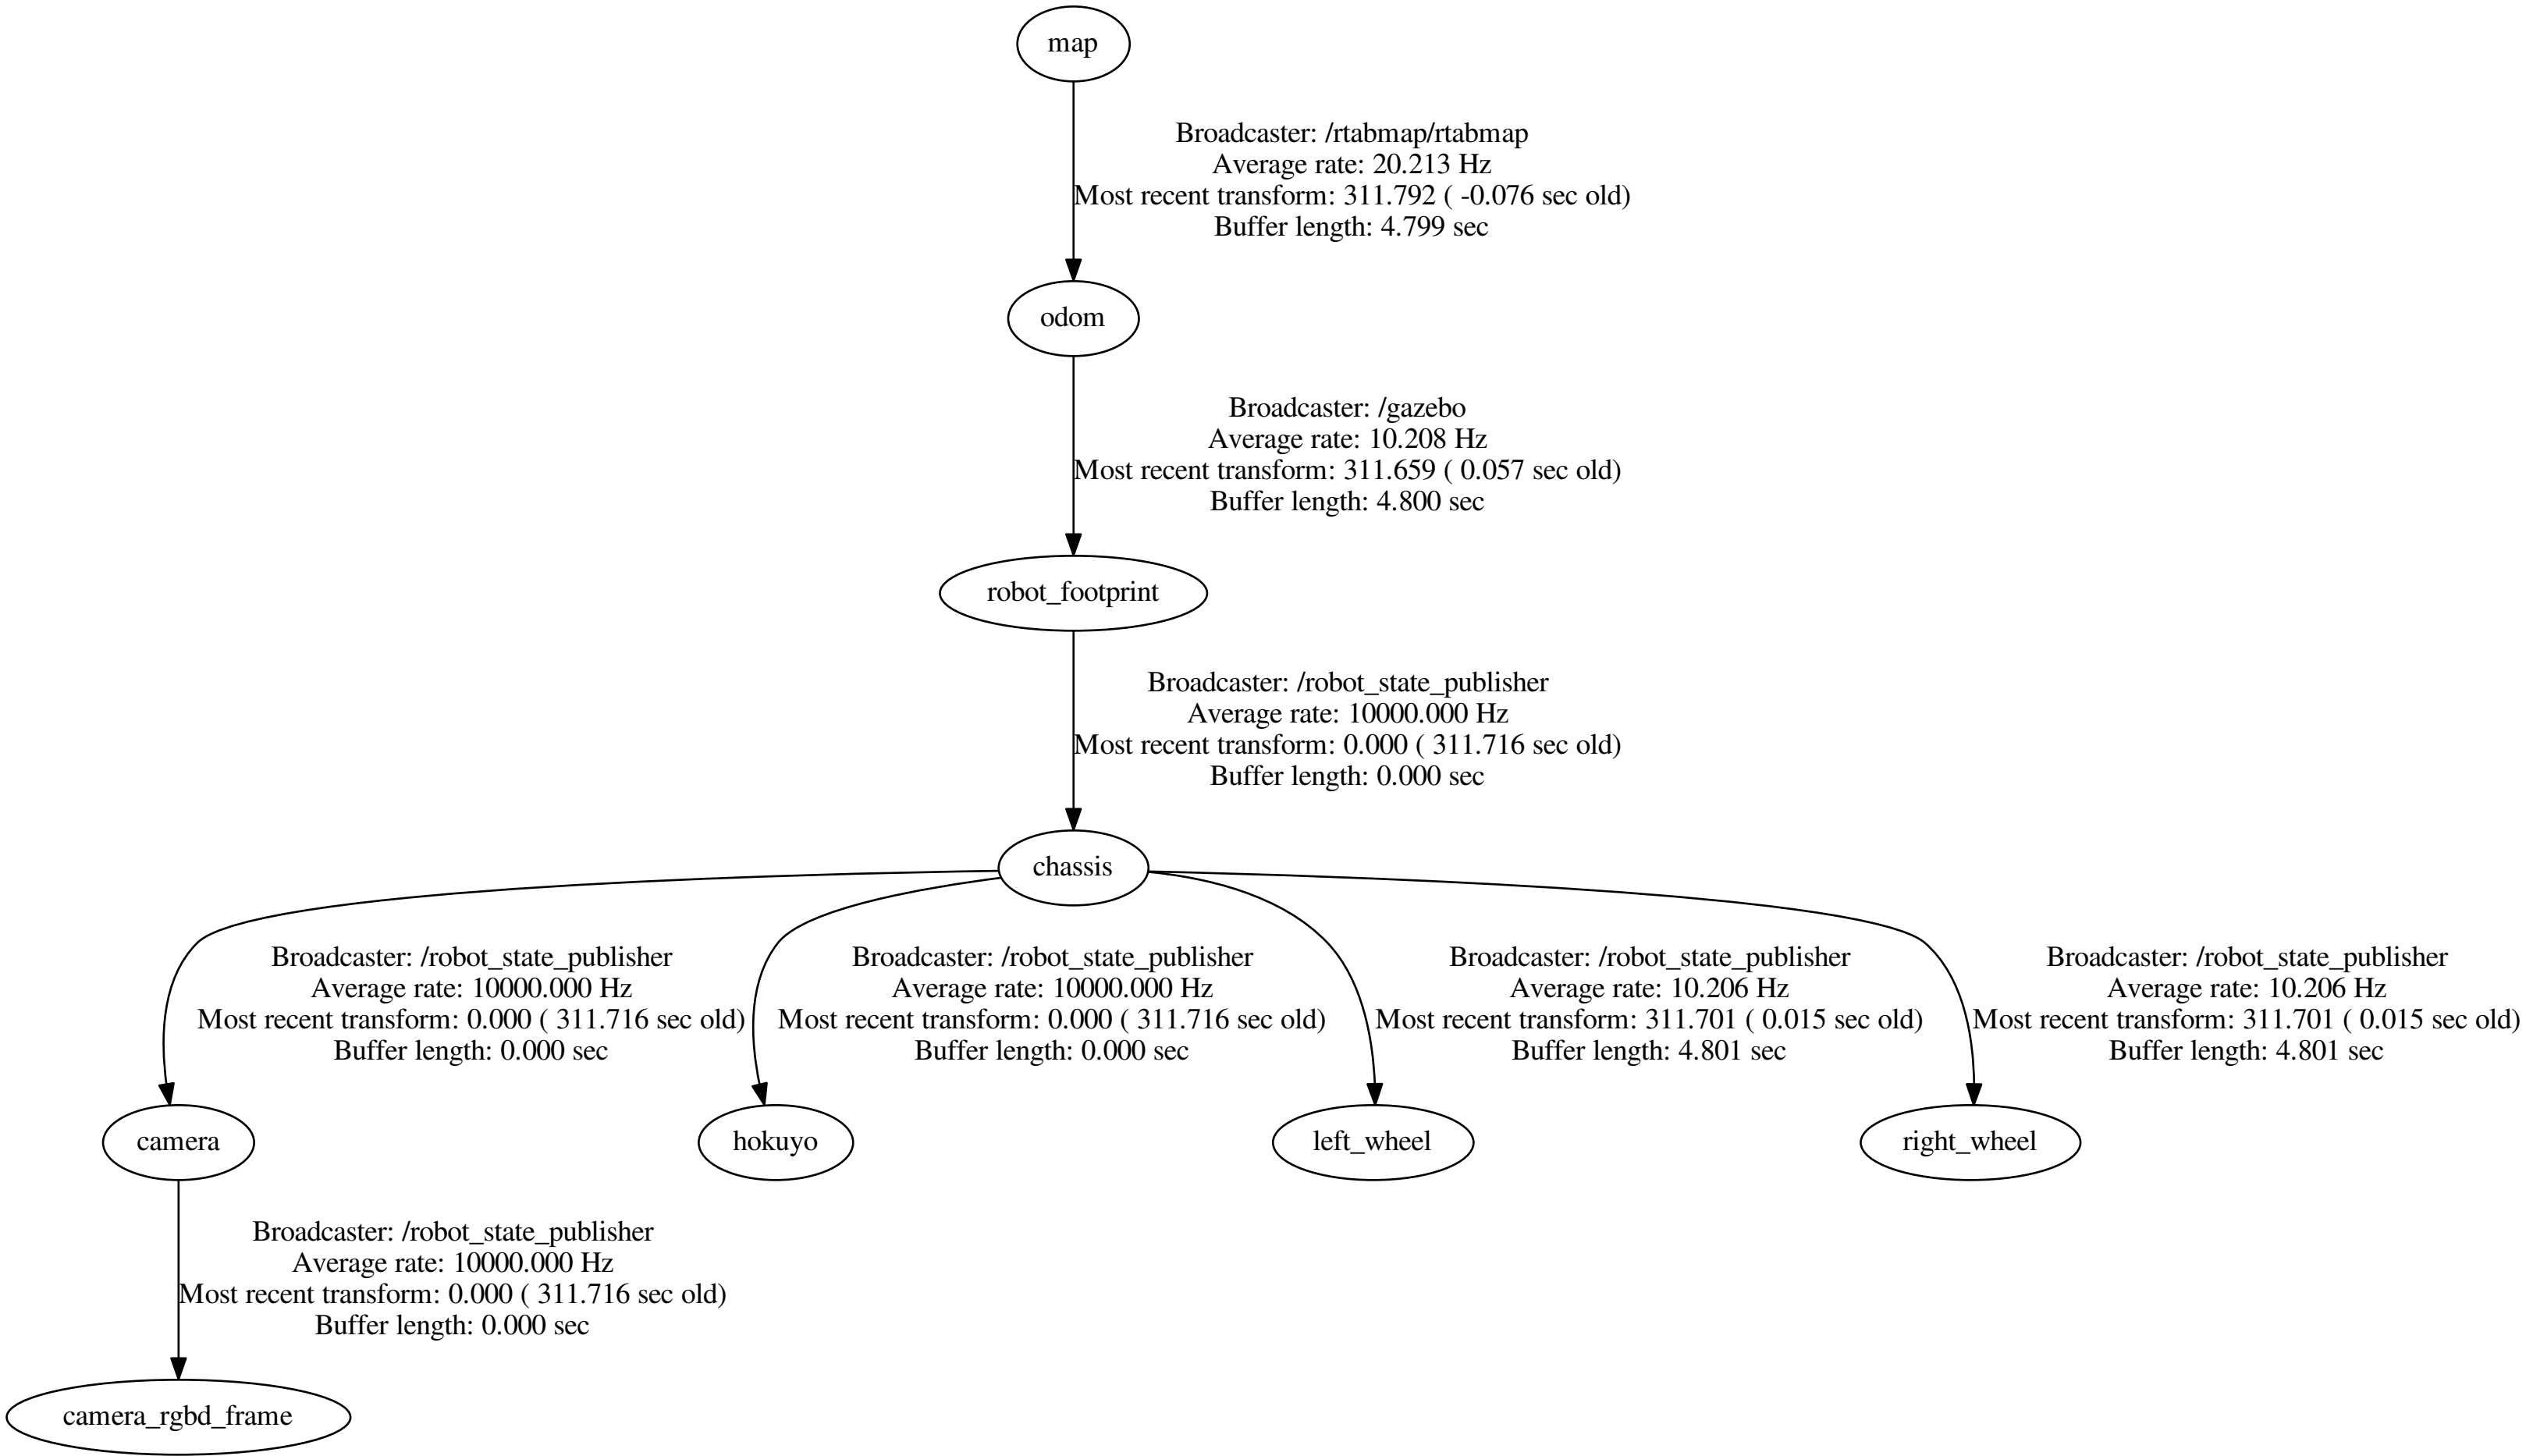 map
Broadcaster: /rtabmap/rtabmap
Average rate: 20.213 Hz
Most recent transform: 311.792 ( -0.076 sec old)
Buffer length: 4.799 sec
odom
Broadcaster: /gazebo
Average rate: 10.208 Hz
Most recent transform: 311.659 ( 0.057 sec old)
Buffer length: 4.800 sec
robot_footprint
Broadcaster: /robot_state_publisher
Average rate: 10000.000 Hz
Most recent transform: 0.000 ( 311.716 sec old)
Buffer length: 0.000 sec
chassis
Broadcaster: /robot_state_publisher
Average rate: 10000.000 Hz
Most recent transform: 0.000 ( 311.716 sec old)
Buffer length: 0.000 sec
Broadcaster: /robot_state_publisher
Average rate: 10000.000 Hz
Most recent transform: 0.000 ( 311.716 sec old)
Buffer length: 0.000 sec
Broadcaster: /robot_state_publisher
Average rate: 10.206 Hz
Most recent transform: 311.701 ( 0.015 sec old)
Buffer length: 4.801 sec
Broadcaster: /robot_state_publisher
Average rate: 10.206 Hz
Most recent transform: 311.701 ( 0.015 sec old)
Buffer length: 4.801 sec
camera
hokuyo
left_wheel
right_wheel
Broadcaster: /robot_state_publisher
Average rate: 10000.000 Hz
Most recent transform: 0.000 ( 311.716 sec old)
Buffer length: 0.000 sec
camera_rgbd_frame